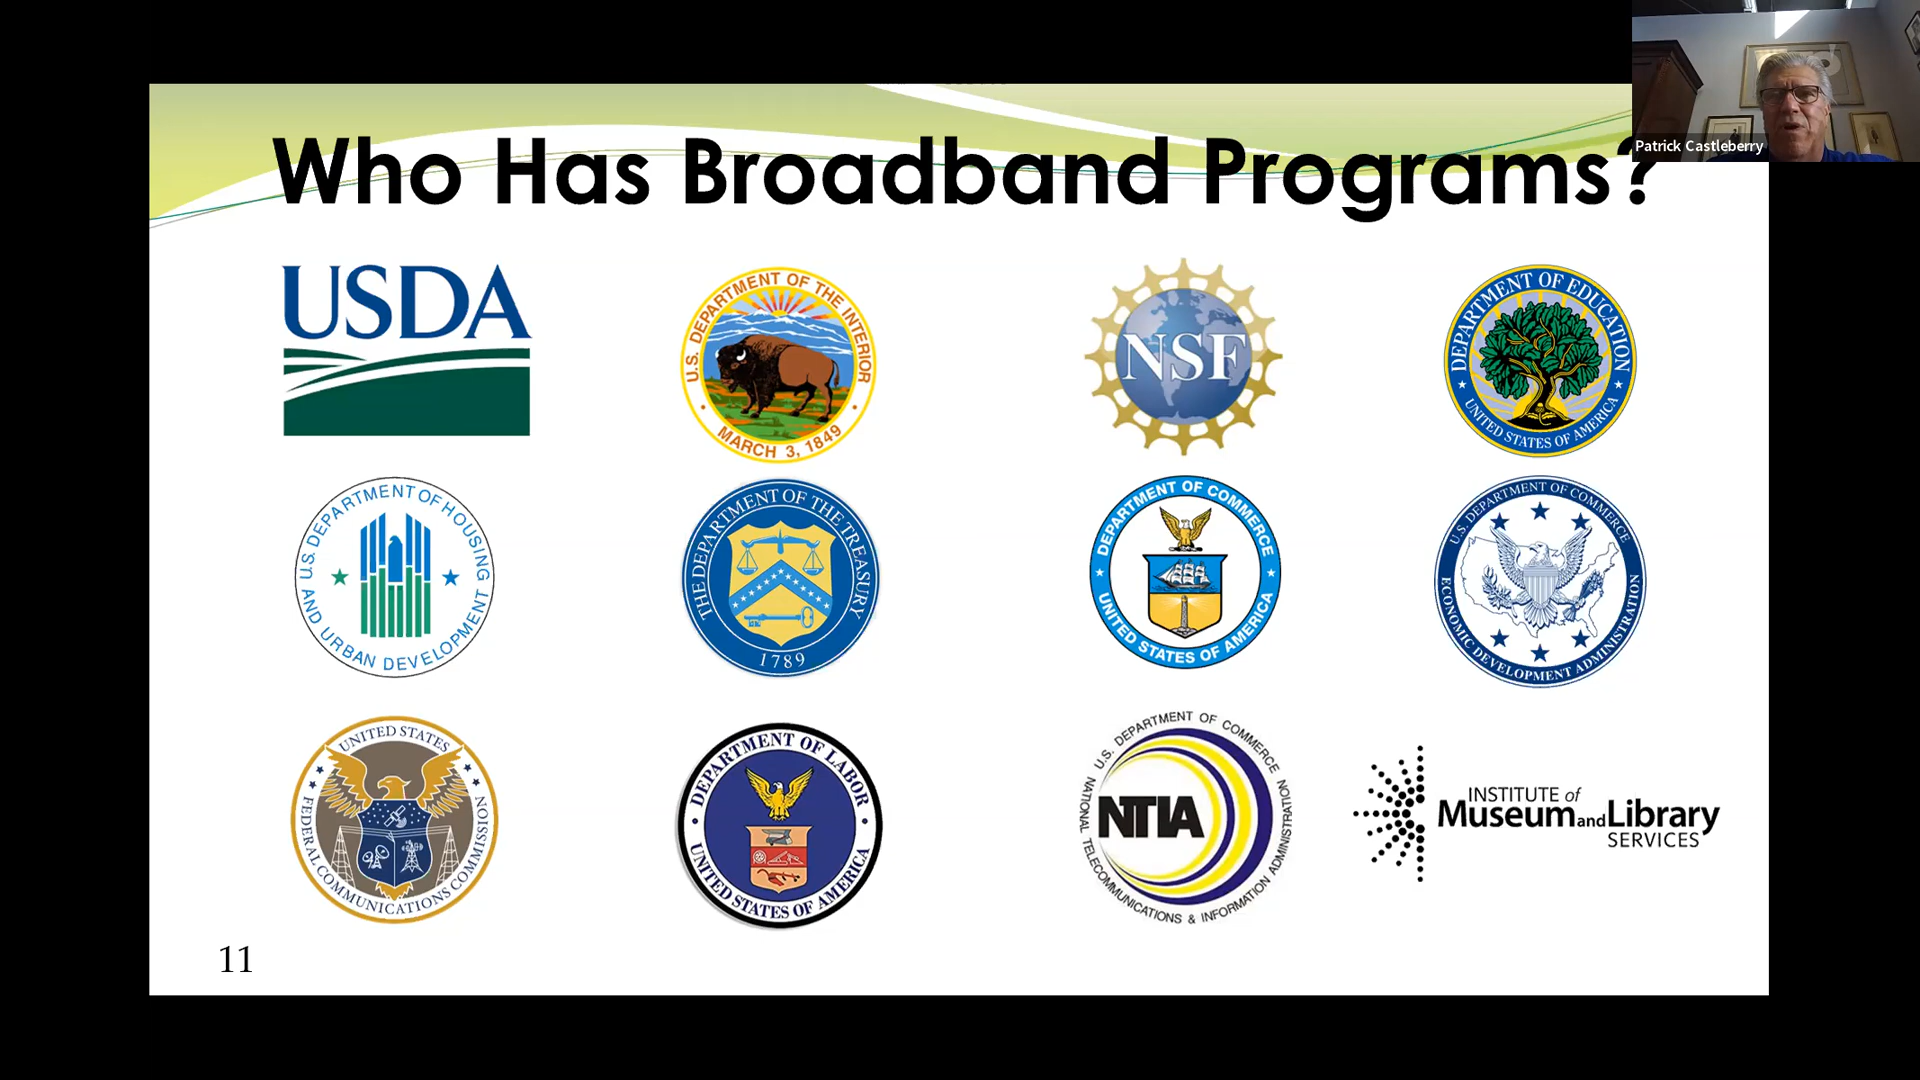 Patrick Castleberry
Who Has Broadband Programs?
USDA
U.S. DEPARTMENT OF THE INTERIOR
MARCH 3, 1849
NSF
DEPARTMENT OF EDUCATION
UNITED STATES OF AMERICA
U.S. DEPARTMENT OF HOUSING
AND URBAN DEVELOPMENT
THE DEPARTMENT OF THE TREASURY
1789
DEPARTMENT OF COMMERCE
UNITED STATES OF AMERICA
U.S. DEPARTMENT OF COMMERCE
ECONOMIC DEVELOPMENT ADMINISTRATION
UNITED STATES
FEDERAL COMMUNICATIONS COMMISSION
DEPARTMENT OF LABOR
UNITED STATES OF AMERICA
U.S. DEPARTMENT OF COMMERCE
NTIA
NATIONAL TELECOMMUNICATIONS & INFORMATION ADMINISTRATION
INSTITUTE of
Museum and Library
SERVICES
11